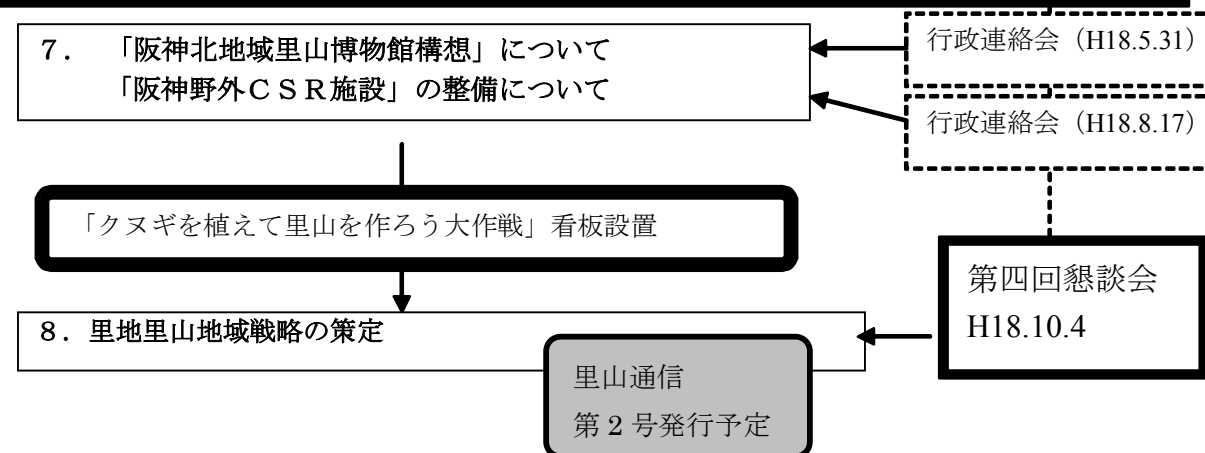 ７．　「阪神北地域里山博物館構想」について
「阪神野外ＣＳＲ施設」の整備について
行政連絡会（H18.5.31）
行政連絡会（H18.8.17）
「クヌギを植えて里山を作ろう大作戦」看板設置
第四回懇談会
H18.10.4
８．里地里山地域戦略の策定
里山通信
第 2 号発行予定